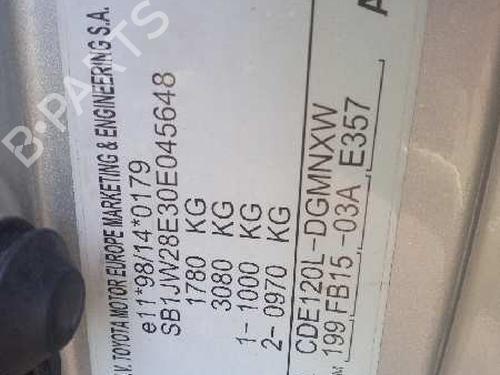 .V. TOYOTA MOTOR EUROPE MARKETING & ENGINEERING S.A.
e11*98/14*0179
SB1JW28E30E045648
1780 KG
3080 KG
1- 1000 KG
2- 0970 KG
CDE120L-DGMNXW
199 FB15 -03A E357
A
B-PARTS